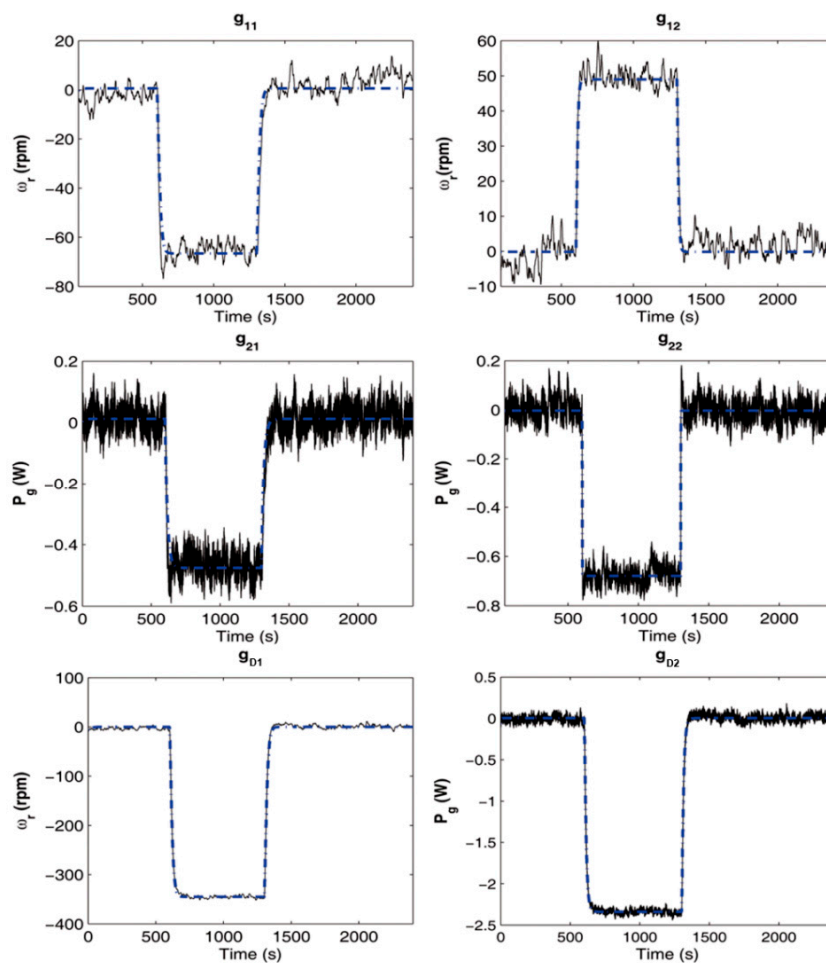 g11
20
0
−20
−40
−60
−80
ωr (rpm)
500 1000 1500 2000
Time (s)
g12
60
50
40
30
20
10
0
−10
ωr(rpm)
500 1000 1500 2000
Time (s)
g21
0.2
0
−0.2
−0.4
−0.6
Pg (W)
0 500 1000 1500 2000
Time (s)
g22
0.2
0
−0.2
−0.4
−0.6
−0.8
Pg (W)
500 1000 1500 2000
Time (s)
gD1
100
0
−100
−200
−300
−400
ωr (rpm)
0 500 1000 1500 2000
Time (s)
gD2
0.5
0
−0.5
−1
−1.5
−2
−2.5
Pg (W)
0 500 1000 1500 2000
Time (s)